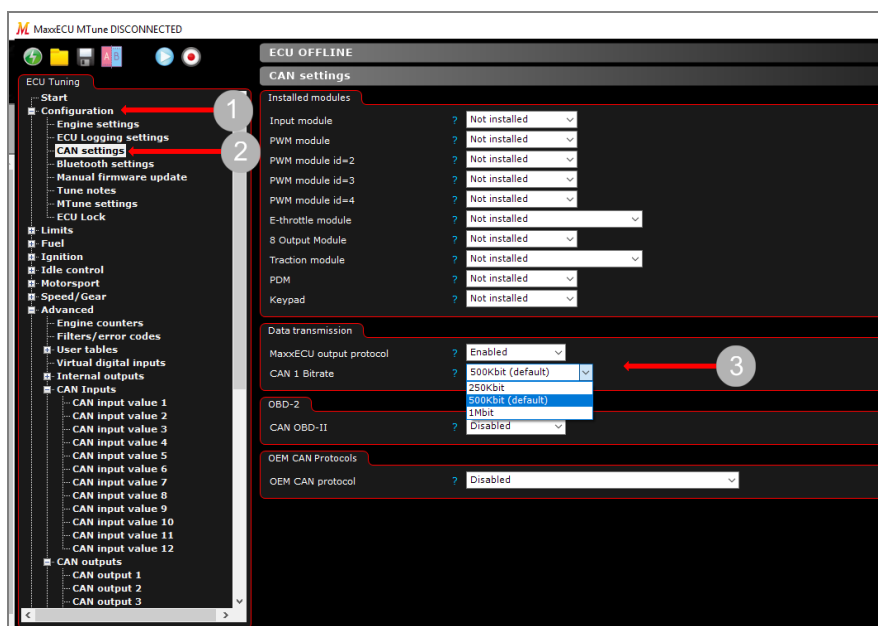 MaxxECU MTune DISCONNECTED
ECU OFFLINE
CAN settings
ECU Tuning
Start
Configuration
1
Engine settings
ECU Logging settings
CAN settings
2
Bluetooth settings
Manual firmware update
Tune notes
MTune settings
ECU Lock
Limits
Fuel
Ignition
Idle control
Motorsport
Speed/Gear
Advanced
Engine counters
Filters/error codes
User tables
Virtual digital inputs
Internal outputs
CAN Inputs
CAN input value 1
CAN input value 2
CAN input value 3
CAN input value 4
CAN input value 5
CAN input value 6
CAN input value 7
CAN input value 8
CAN input value 9
CAN input value 10
CAN input value 11
CAN input value 12
CAN outputs
CAN output 1
CAN output 2
CAN output 3
Installed modules
Input module ? Not installed
PWM module ? Not installed
PWM module id=2 ? Not installed
PWM module id=3 ? Not installed
PWM module id=4 ? Not installed
E-throttle module ? Not installed
8 Output Module ? Not installed
Traction module ? Not installed
PDM ? Not installed
Keypad ? Not installed
Data transmission
MaxxECU output protocol ? Enabled
CAN 1 Bitrate ? 500Kbit (default)
3
250Kbit
500Kbit (default)
1Mbit
OBD-2
CAN OBD-II ? Disabled
OEM CAN Protocols
OEM CAN protocol ? Disabled